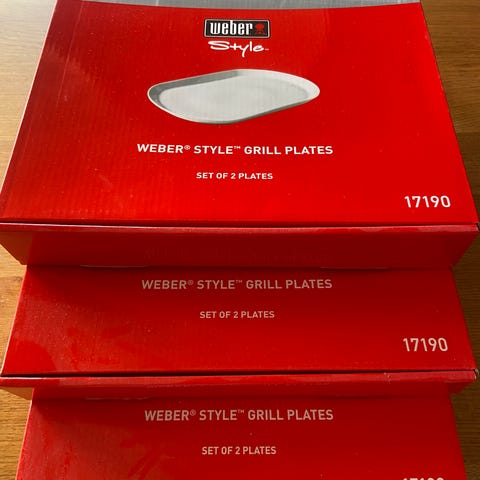 weber
Style™
WEBER® STYLE™ GRILL PLATES
SET OF 2 PLATES
17190
WEBER® STYLE™ GRILL PLATES
SET OF 2 PLATES
17190
WEBER® STYLE™ GRILL PLATES
SET OF 2 PLATES